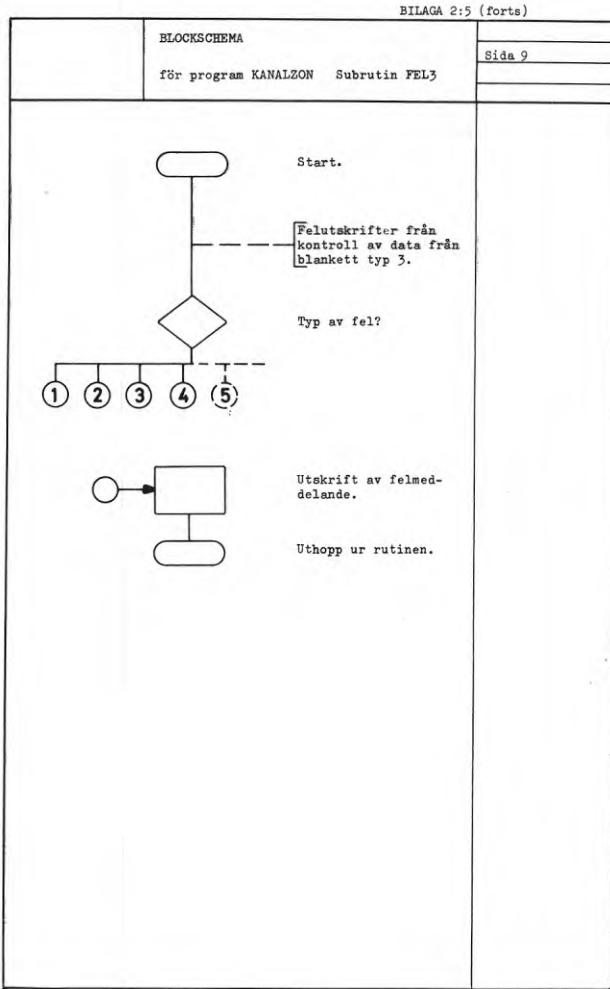 BILAGA 2:5 (forts)
BLOCKSCHEMA
Sida 9
för program KANALZON Subrutin FEL3
Start.
Felutskrifter från
kontroll av data från
blankett typ 3.
Typ av fel?
1 2 3 4 5
Utskrift av felmed-
delande.
Uthopp ur rutinen.